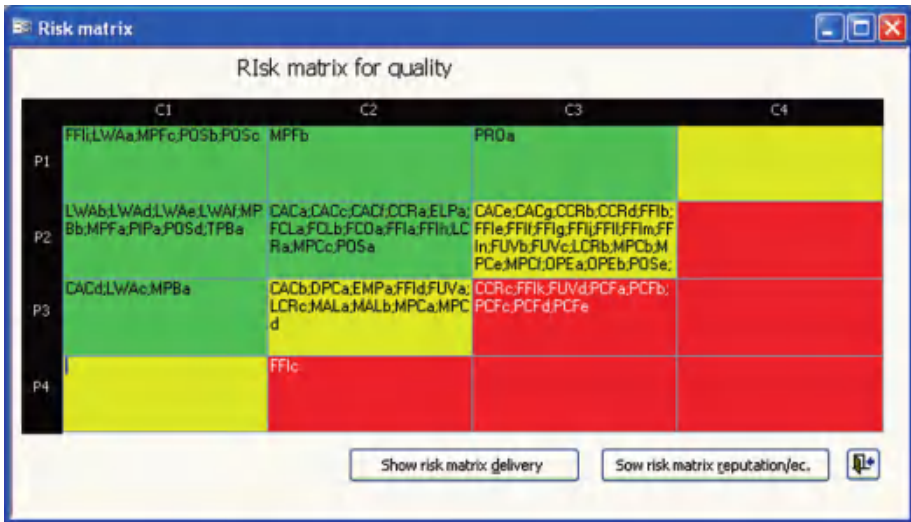 Risk matrix
RIsk matrix for quality
C1 C2 C3 C4
P1
FFIi;LWAa;MPFc;POSb;POSc
MPFb
PROa
P2
LWAb;LWAd;LWAe;LWAf;MP
Bb;MPFa;PIPa;POSd;TPBa
CACa;CACc;CACf;CCRa;ELPa;
FCLa;FCLb;FCOa;FFIa;FFIh;LC
Ra;MPCc;POSa
CACe;CACg;CCRb;CCRd;FFIb;
FFIe;FFIf;FFIg;FFIj;FFIl;FFIm;FF
In;FUVb;FUVc;LCRb;MPCb;M
PCe;MPCf;OPEa;OPEb;POSe;
P3
CACd;LWAc;MPBa
CACb;DPCa;EMPa;FFId;FUVa;
LCRc;MALa;MALb;MPCa;MPC
d
CCRc;FFIk;FUVd;PCFa;PCFb;
PCFc;PCFd;PCFe
P4
FFIc
Show risk matrix delivery
Sow risk matrix reputation/ec.